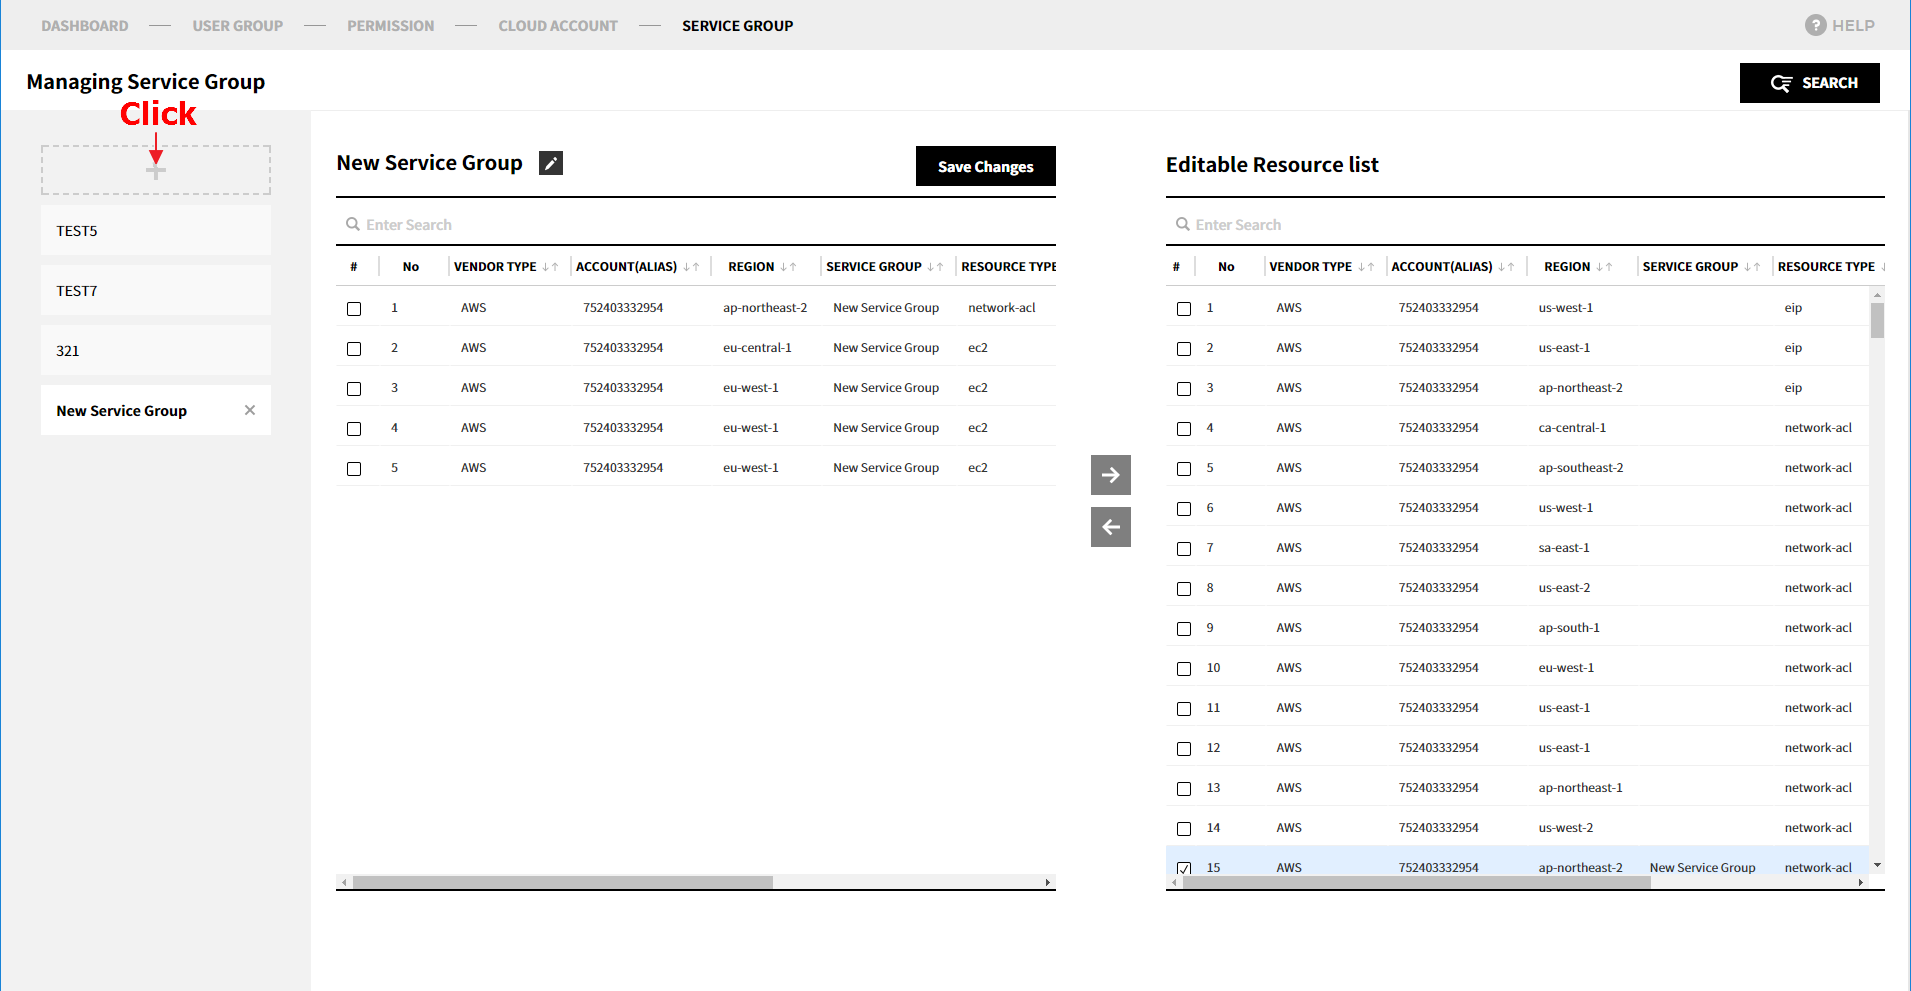 DASHBOARD — USER GROUP — PERMISSION — CLOUD ACCOUNT — SERVICE GROUP ? HELP
Managing Service Group SEARCH
Click
+
TEST5
TEST7
321
New Service Group ×
New Service Group Save Changes
Enter Search
# No VENDOR TYPE ↓↑ ACCOUNT(ALIAS) ↓↑ REGION ↓↑ SERVICE GROUP ↓↑ RESOURCE TYPE
1 AWS 752403332954 ap-northeast-2 New Service Group network-acl
2 AWS 752403332954 eu-central-1 New Service Group ec2
3 AWS 752403332954 eu-west-1 New Service Group ec2
4 AWS 752403332954 eu-west-1 New Service Group ec2
5 AWS 752403332954 eu-west-1 New Service Group ec2
→
←
Editable Resource list
Enter Search
# No VENDOR TYPE ↓↑ ACCOUNT(ALIAS) ↓↑ REGION ↓↑ SERVICE GROUP ↓↑ RESOURCE TYPE ↓
1 AWS 752403332954 us-west-1 eip
2 AWS 752403332954 us-east-1 eip
3 AWS 752403332954 ap-northeast-2 eip
4 AWS 752403332954 ca-central-1 network-acl
5 AWS 752403332954 ap-southeast-2 network-acl
6 AWS 752403332954 us-west-1 network-acl
7 AWS 752403332954 sa-east-1 network-acl
8 AWS 752403332954 us-east-2 network-acl
9 AWS 752403332954 ap-south-1 network-acl
10 AWS 752403332954 eu-west-1 network-acl
11 AWS 752403332954 us-east-1 network-acl
12 AWS 752403332954 us-east-1 network-acl
13 AWS 752403332954 ap-northeast-1 network-acl
14 AWS 752403332954 us-west-2 network-acl
15 AWS 752403332954 ap-northeast-2 New Service Group network-acl